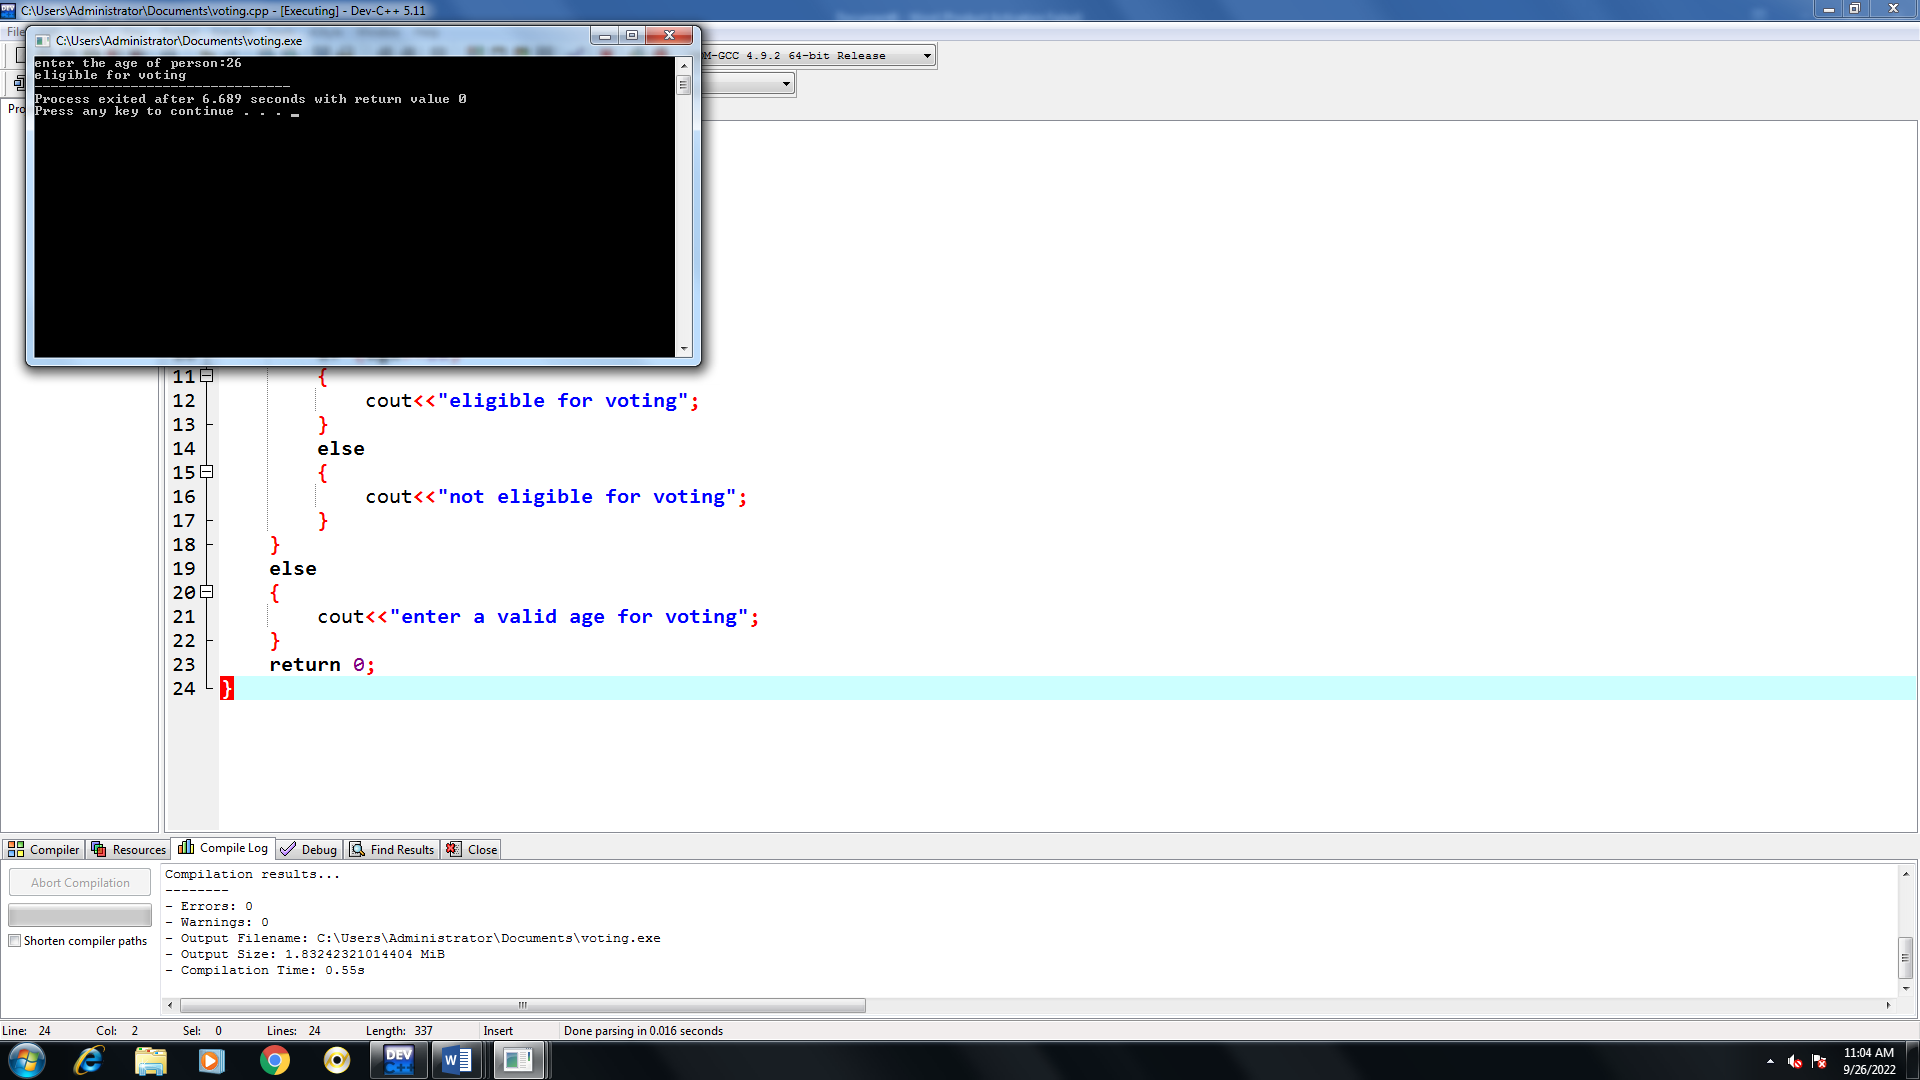 C:\Users\Administrator\Documents\voting.cpp - [Executing] - Dev-C++ 5.11
C:\Users\Administrator\Documents\voting.exe
enter the age of person:26
eligible for voting
--------------------------------
Process exited after 6.689 seconds with return value 0
Press any key to continue . . .
M-GCC 4.9.2 64-bit Release
11 {
12 cout<<"eligible for voting";
13 }
14 else
15 {
16 cout<<"not eligible for voting";
17 }
18 }
19 else
20 {
21 cout<<"enter a valid age for voting";
22 }
23 return 0;
24 }
Compiler Resources Compile Log Debug Find Results Close
Abort Compilation
Shorten compiler paths
Compilation results...
--------
- Errors: 0
- Warnings: 0
- Output Filename: C:\Users\Administrator\Documents\voting.exe
- Output Size: 1.83242321014404 MiB
- Compilation Time: 0.55s
Line: 24 Col: 2 Sel: 0 Lines: 24 Length: 337 Insert Done parsing in 0.016 seconds
DEV C++
W
11:04 AM
9/26/2022